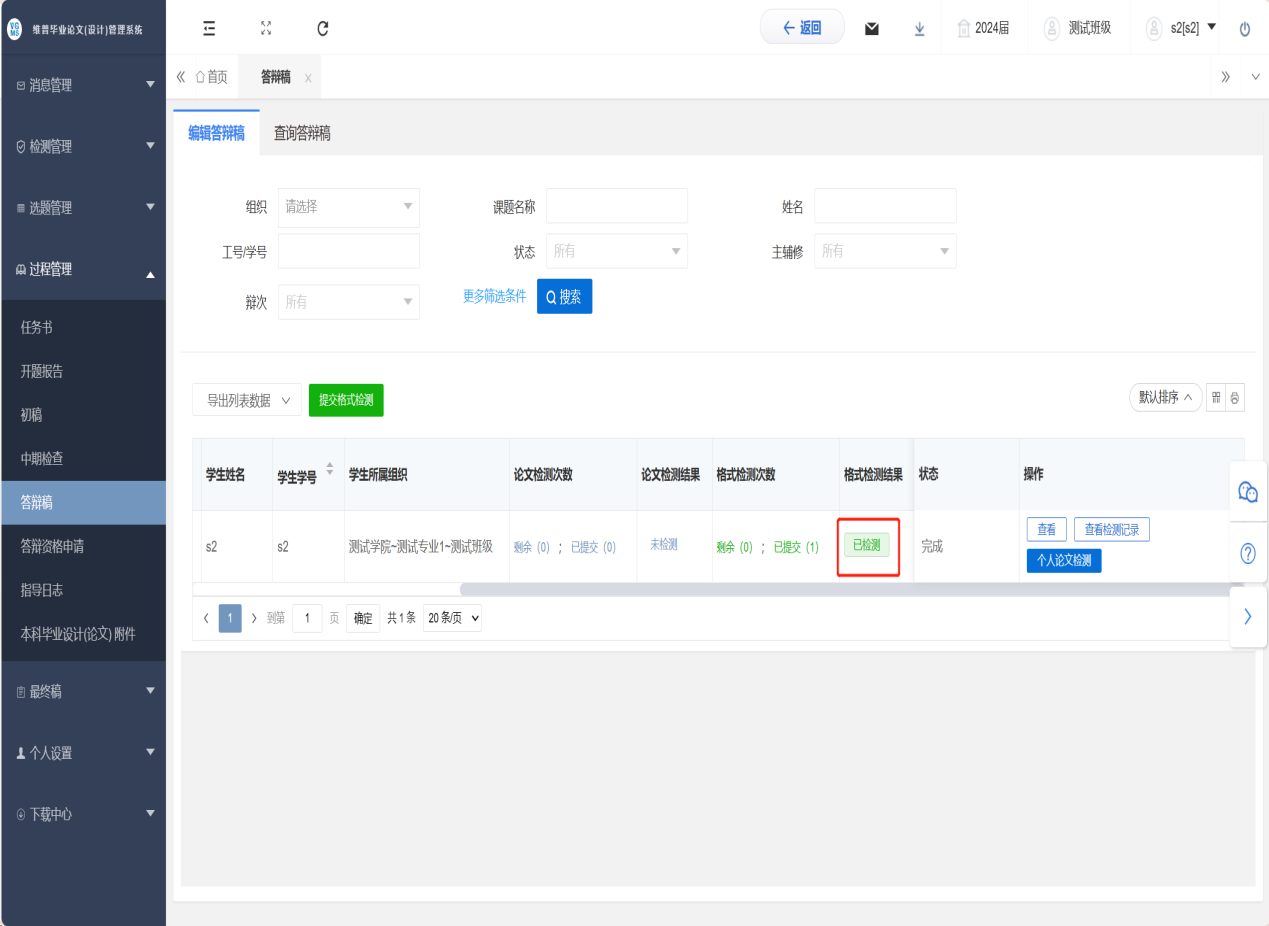 VG
MS
维普毕业论文(设计)管理系统
返回
2024届
测试班级
s2[s2]
消息管理
检测管理
选题管理
过程管理
任务书
开题报告
初稿
中期检查
答辩稿
答辩资格申请
指导日志
本科毕业设计(论文)附件
最终稿
个人设置
下载中心
首页
答辩稿 x
编辑答辩稿 查询答辩稿
组织 请选择 课题名称 姓名
工号/学号 状态 所有 主辅修 所有
辩次 所有 更多筛选条件 搜索
导出列表数据 提交格式检测 默认排序
学生姓名 学生学号 学生所属组织 论文检测次数 论文检测结果 格式检测次数 格式检测结果 状态 操作
s2 s2 测试学院~测试专业1~测试班级 剩余 (0) ; 已提交 (0) 未检测 剩余 (0) ; 已提交 (1) 已检测 完成 查看 查看检测记录
个人论文检测
1 到第 1 页 确定 共 1 条 20 条/页